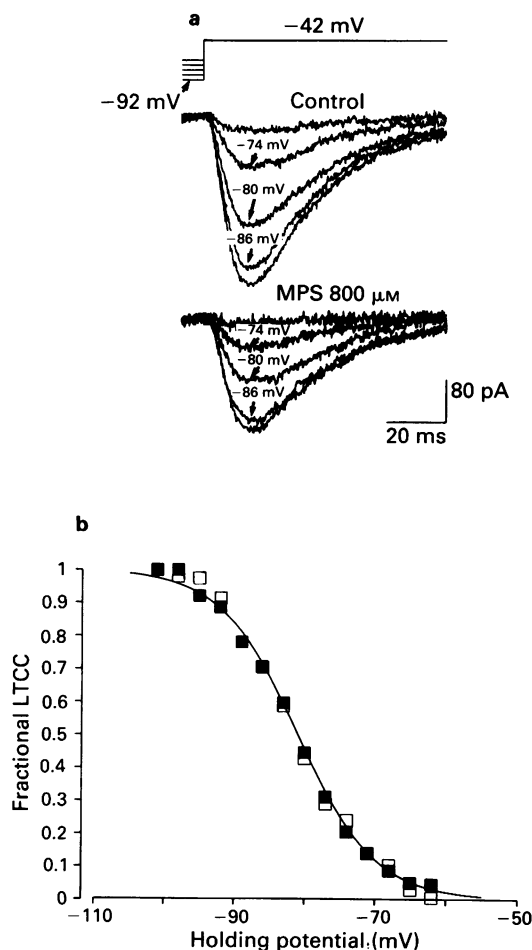 a
−42 mV
−92 mV
Control
−74 mV
−80 mV
−86 mV
MPS 800 μM
−74 mV
−80 mV
−86 mV
80 pA
20 ms
b
1
0.9
0.8
0.7
0.6
0.5
0.4
0.3
0.2
0.1
0
Fractional LTCC
−110
−90
−70
−50
Holding potential (mV)